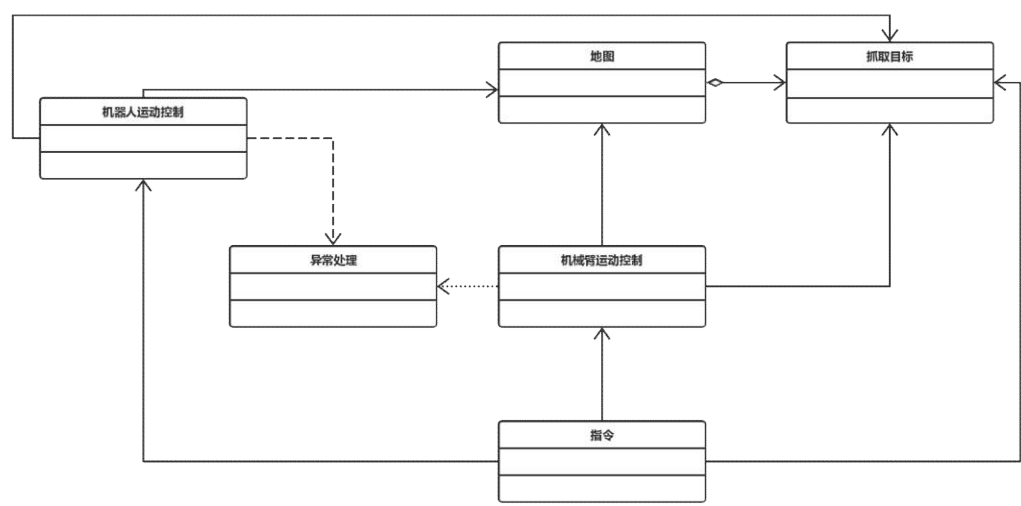 地图
抓取目标
机器人运动控制
异常处理
机械臂运动控制
指令